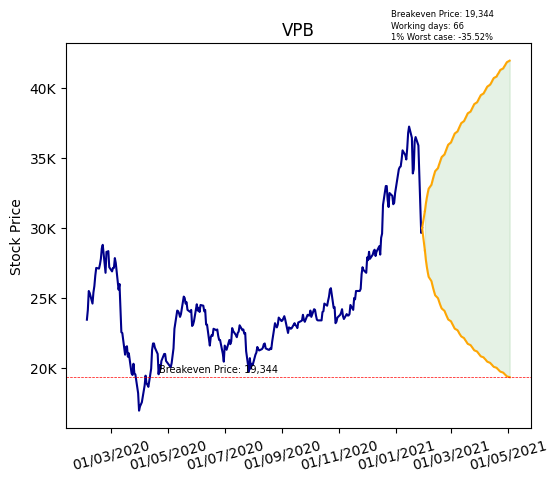 Breakeven Price: 19,344
Working days: 66
1% Worst case: -35.52%
VPB
Stock Price
40K
35K
30K
25K
20K
Breakeven Price: 19,344
01/03/2020
01/05/2020
01/07/2020
01/09/2020
01/11/2020
01/01/2021
01/03/2021
01/05/2021